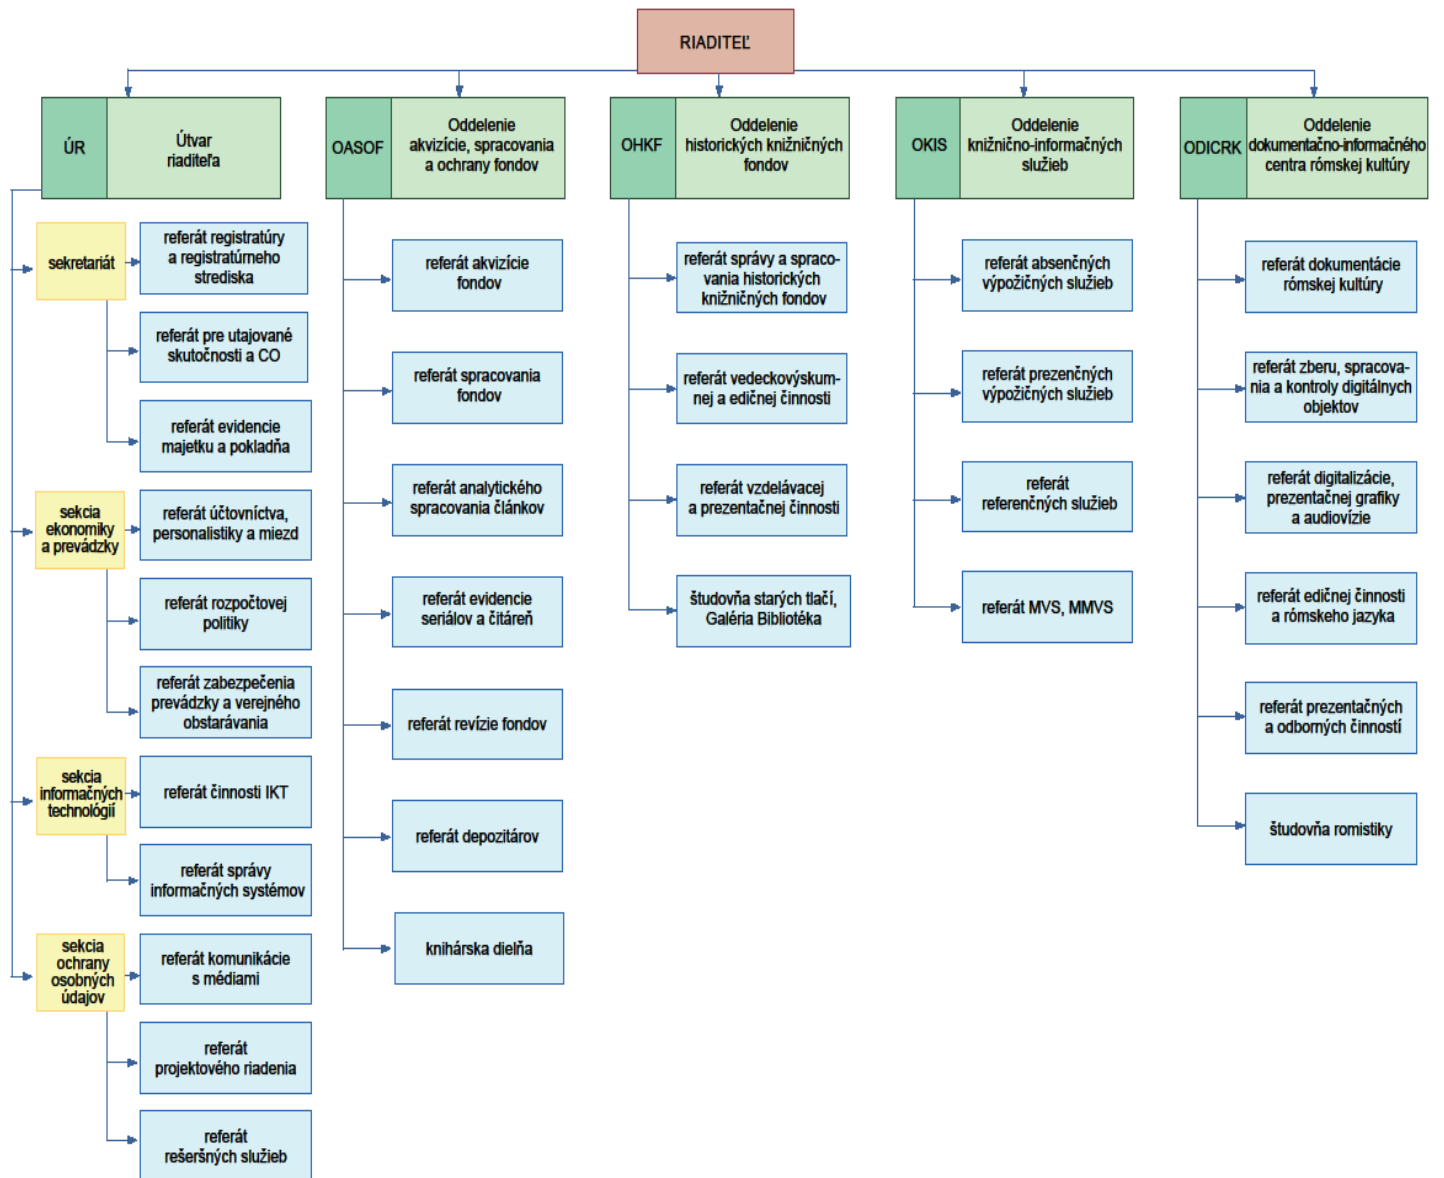 RIADITEĽ
ÚR
Útvar
riaditeľa
sekretariát
referát registratúry
a registratúrneho
strediska
referát pre utajované
skutočnosti a CO
referát evidencie
majetku a pokladňa
sekcia
ekonomiky
a prevádzky
referát účtovníctva,
personalistiky a miezd
referát rozpočtovej
politiky
referát zabezpečenia
prevádzky a verejného
obstarávania
sekcia
informačných
technológií
referát činnosti IKT
referát správy
informačných systémov
sekcia
ochrany
osobných
údajov
referát komunikácie
s médiami
referát
projektového riadenia
referát
rešeršných služieb
OASOF
Oddelenie
akvizície, spracovania
a ochrany fondov
referát akvizície
fondov
referát spracovania
fondov
referát analytického
spracovania článkov
referát evidencie
seriálov a čitáreň
referát revízie fondov
referát depozitárov
knihárska dielňa
OHKF
Oddelenie
historických knižničných
fondov
referát správy a spraco-
vania historických
knižničných fondov
referát vedeckovýskum-
nej a edičnej činnosti
referát vzdelávacej
a prezentačnej činnosti
študovňa starých tlačí,
Galéria Bibliotéka
OKIS
Oddelenie
knižnično-informačných
služieb
referát absenčných
výpožičných služieb
referát prezenčných
výpožičných služieb
referát
referenčných služieb
referát MVS, MMVS
ODICRK
Oddelenie
dokumentačno-informačného
centra rómskej kultúry
referát dokumentácie
rómskej kultúry
referát zberu, spracova-
nia a kontroly digitálnych
objektov
referát digitalizácie,
prezentačnej grafiky
a audiovízie
referát edičnej činnosti
a rómskeho jazyka
referát prezentačných
a odborných činností
študovňa romistiky